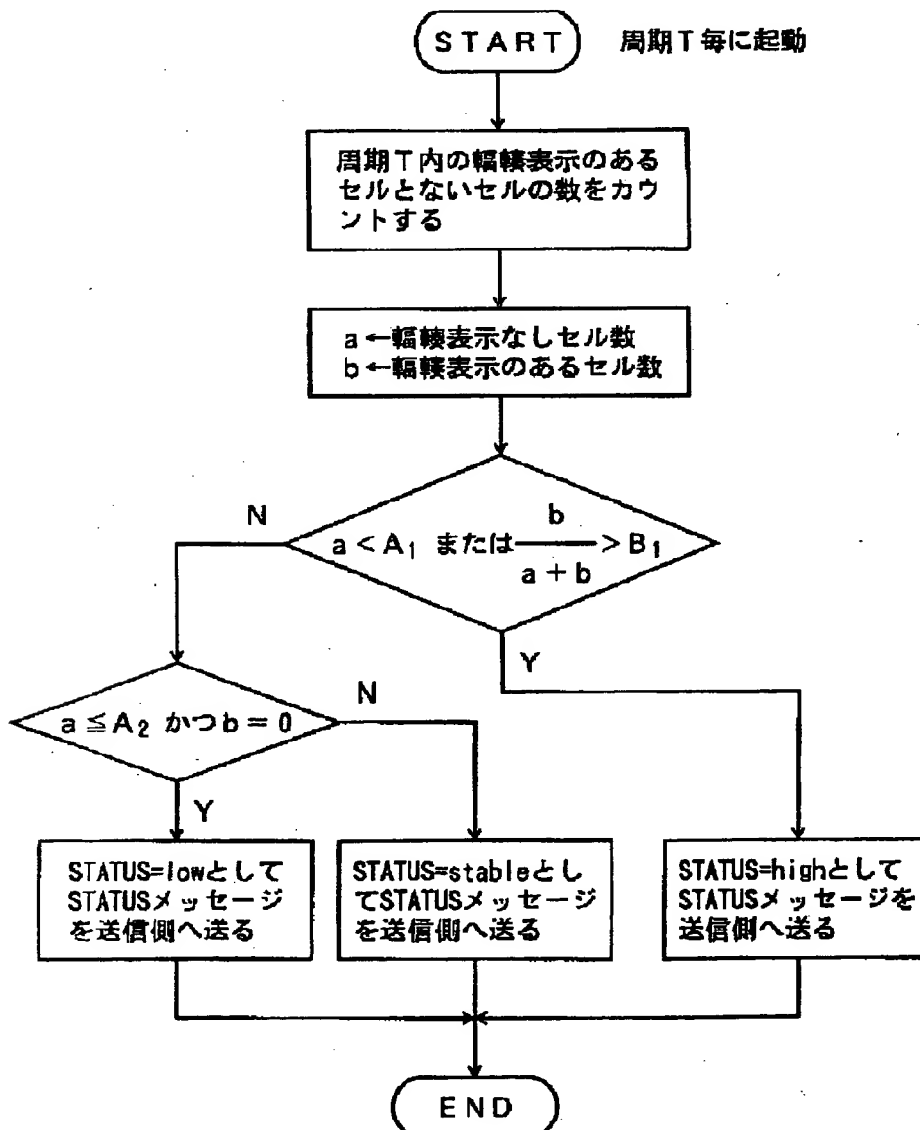 START
周期T毎に起動
周期T内の輻輳表示のある
セルとないセルの数をカウ
ントする
a←輻輳表示なしセル数
b←輻輳表示のあるセル数
N
a < A₁ または b/(a + b) > B₁
Y
a ≦ A₂ かつ b = 0
N
Y
STATUS=lowとして
STATUSメッセージ
を送信側へ送る
STATUS=stableとし
てSTATUSメッセージ
を送信側へ送る
STATUS=highとして
STATUSメッセージを
送信側へ送る
END